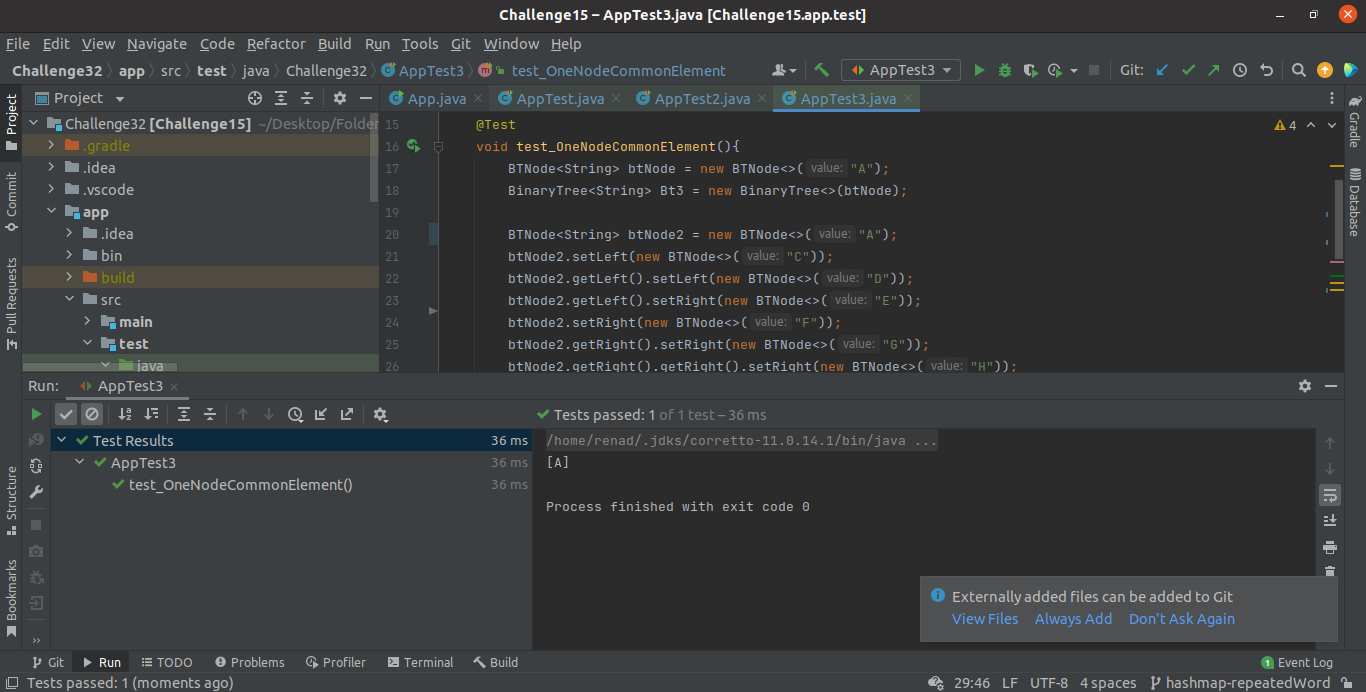 Challenge15 – AppTest3.java [Challenge15.app.test]
File Edit View Navigate Code Refactor Build Run Tools Git Window Help
Challenge32 app src test java Challenge32 AppTest3 test_OneNodeCommonElement AppTest3 Git:
Project App.java AppTest.java AppTest2.java AppTest3.java
Project
Commit
Pull Requests
Structure
Bookmarks
Challenge32 [Challenge15] ~/Desktop/Folder
.gradle
.idea
.vscode
app
.idea
bin
build
src
main
test
java
4
15 @Test
16 void test_OneNodeCommonElement(){
17 BTNode<String> btNode = new BTNode<>( value: "A");
18 BinaryTree<String> Bt3 = new BinaryTree<>(btNode);
19
20 BTNode<String> btNode2 = new BTNode<>( value: "A");
21 btNode2.setLeft(new BTNode<>( value: "C"));
22 btNode2.getLeft().setLeft(new BTNode<>( value: "D"));
23 btNode2.getLeft().setRight(new BTNode<>( value: "E"));
24 btNode2.setRight(new BTNode<>( value: "F"));
25 btNode2.getRight().setRight(new BTNode<>( value: "G"));
26 btNode2.getRight().getRight().setRight(new BTNode<>( value: "H"));
Gradle
Database
Run: AppTest3
Tests passed: 1 of 1 test – 36 ms
Test Results 36 ms
AppTest3 36 ms
test_OneNodeCommonElement() 36 ms
/home/renad/.jdks/corretto-11.0.14.1/bin/java ...
[A]
Process finished with exit code 0
Externally added files can be added to Git
View Files Always Add Don't Ask Again
Git Run TODO Problems Profiler Terminal Build 1 Event Log
Tests passed: 1 (moments ago) 29:46 LF UTF-8 4 spaces hashmap-repeatedWord